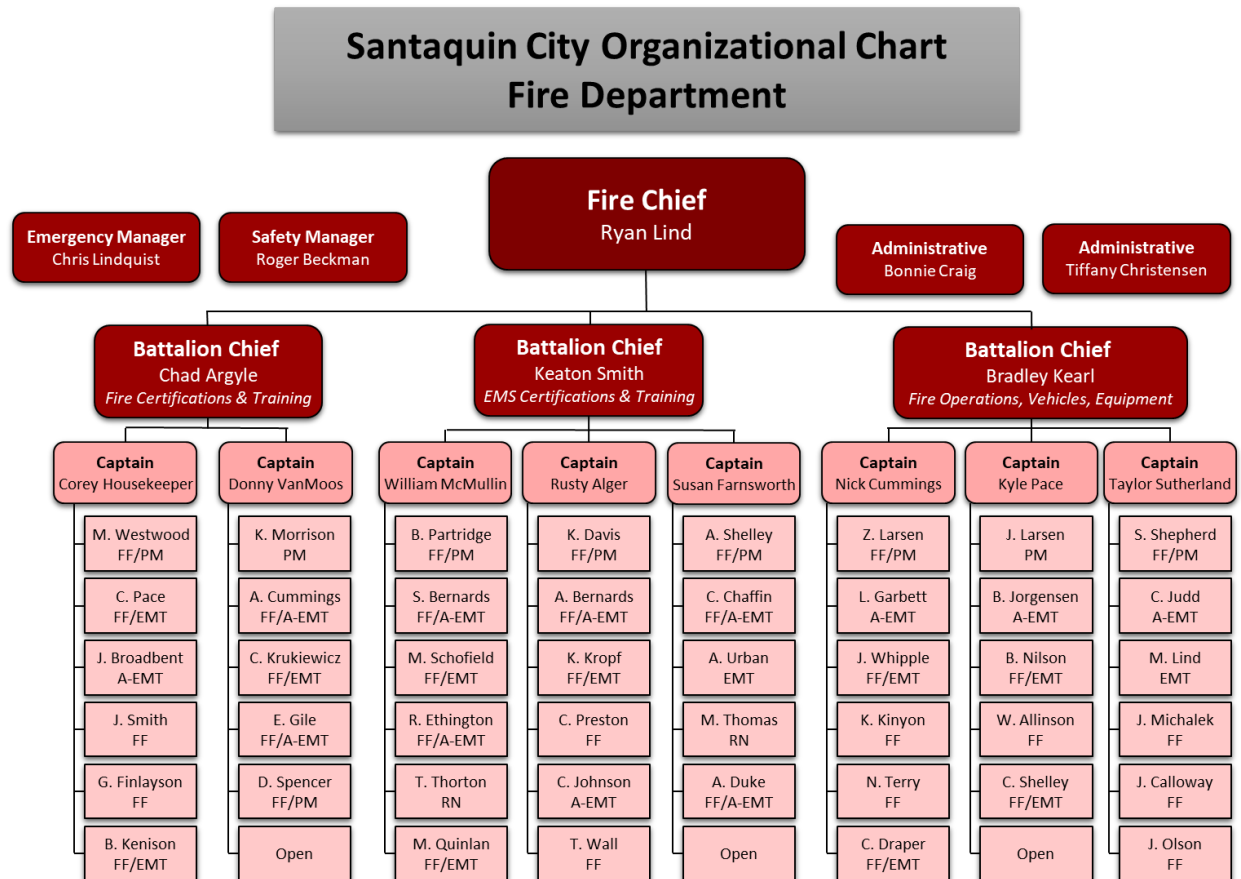 Santaquin City Organizational Chart
Fire Department
Fire Chief
Ryan Lind
Emergency Manager
Chris Lindquist
Safety Manager
Roger Beckman
Administrative
Bonnie Craig
Administrative
Tiffany Christensen
Battalion Chief
Chad Argyle
Fire Certifications & Training
Battalion Chief
Keaton Smith
EMS Certifications & Training
Battalion Chief
Bradley Kearl
Fire Operations, Vehicles, Equipment
Captain
Corey Housekeeper
M. Westwood
FF/PM
C. Pace
FF/EMT
J. Broadbent
A-EMT
J. Smith
FF
G. Finlayson
FF
B. Kenison
FF/EMT
Captain
Donny VanMoos
K. Morrison
PM
A. Cummings
FF/A-EMT
C. Krukiewicz
FF/EMT
E. Gile
FF/A-EMT
D. Spencer
FF/PM
Open
Captain
William McMullin
B. Partridge
FF/PM
S. Bernards
FF/A-EMT
M. Schofield
FF/EMT
R. Ethington
FF/A-EMT
T. Thorton
RN
M. Quinlan
FF/EMT
Captain
Rusty Alger
K. Davis
FF/PM
A. Bernards
FF/A-EMT
K. Kropf
FF/EMT
C. Preston
FF
C. Johnson
A-EMT
T. Wall
FF
Captain
Susan Farnsworth
A. Shelley
FF/PM
C. Chaffin
FF/A-EMT
A. Urban
EMT
M. Thomas
RN
A. Duke
FF/A-EMT
Open
Captain
Nick Cummings
Z. Larsen
FF/PM
L. Garbett
A-EMT
J. Whipple
FF/EMT
K. Kinyon
FF
N. Terry
FF
C. Draper
FF/EMT
Captain
Kyle Pace
J. Larsen
PM
B. Jorgensen
A-EMT
B. Nilson
FF/EMT
W. Allinson
FF
C. Shelley
FF/EMT
Open
Captain
Taylor Sutherland
S. Shepherd
FF/PM
C. Judd
A-EMT
M. Lind
EMT
J. Michalek
FF
J. Calloway
FF
J. Olson
FF